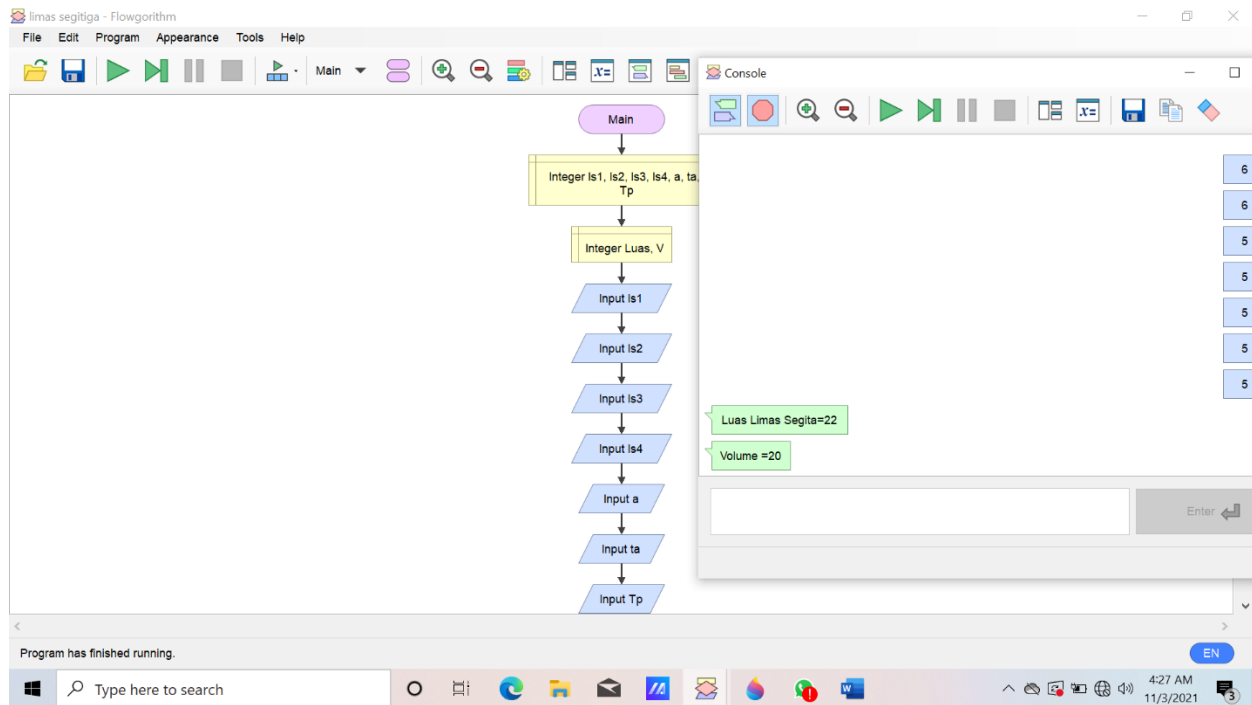 limas segitiga - Flowgorithm
File Edit Program Appearance Tools Help
Main
Main
Integer ls1, ls2, ls3, ls4, a, ta,
Tp
Integer Luas, V
Input ls1
Input ls2
Input ls3
Input ls4
Input a
Input ta
Input Tp
Console
x=
x=
6
6
5
5
5
5
5
Luas Limas Segita=22
Volume =20
Enter
Program has finished running.
EN
Type here to search
4:27 AM
11/3/2021
3